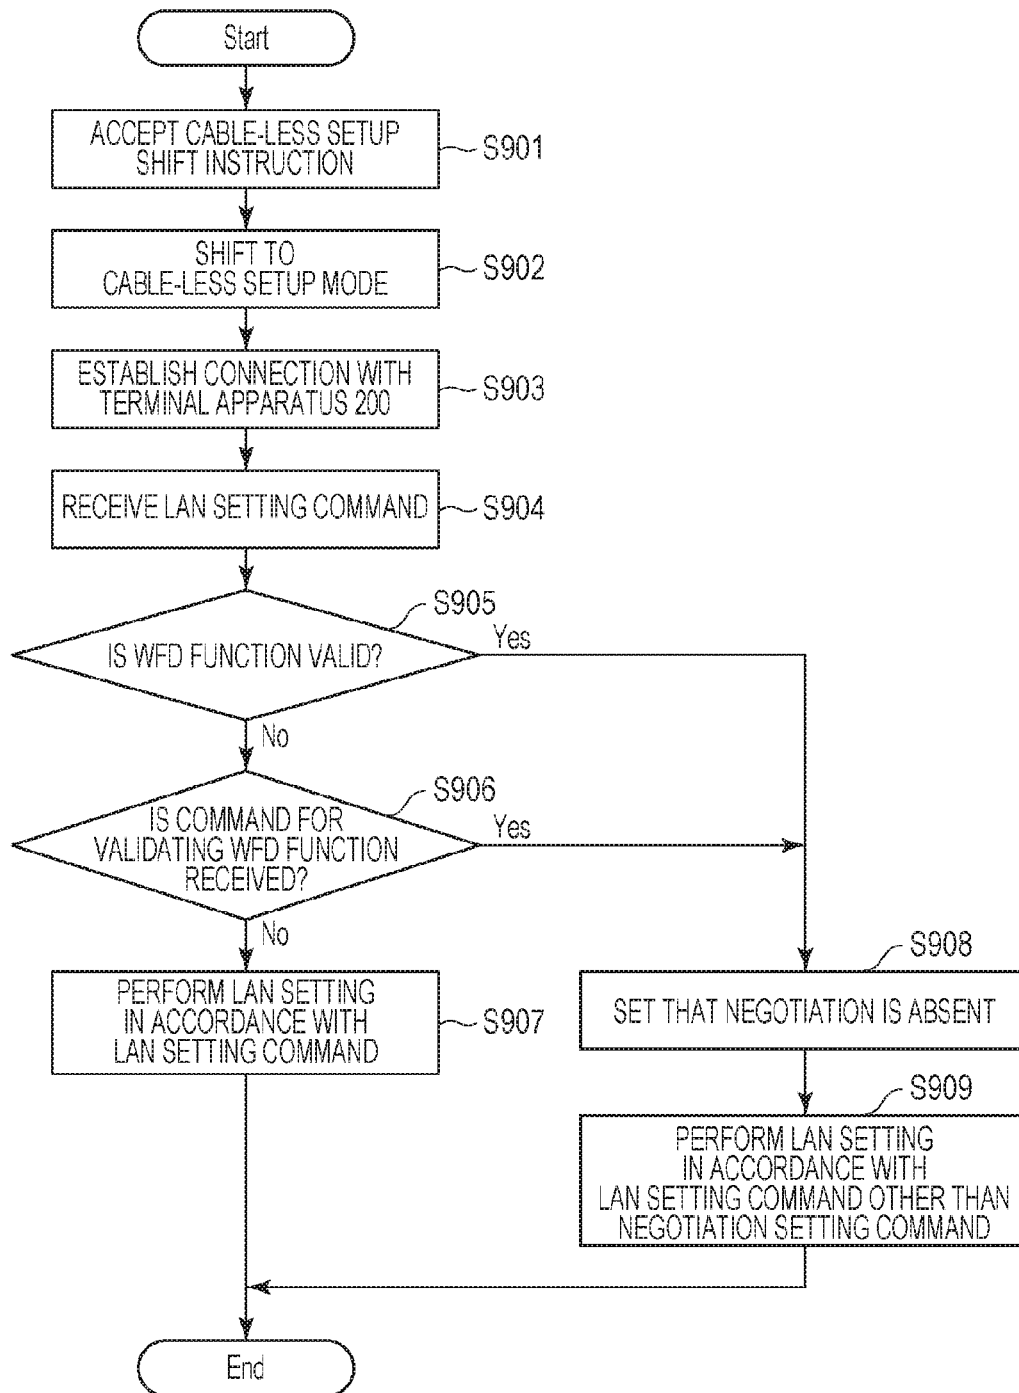 Start
ACCEPT CABLE-LESS SETUP
SHIFT INSTRUCTION
S901
SHIFT TO
CABLE-LESS SETUP MODE
S902
ESTABLISH CONNECTION WITH
TERMINAL APPARATUS 200
S903
RECEIVE LAN SETTING COMMAND
S904
S905
IS WFD FUNCTION VALID?
Yes
No
S906
IS COMMAND FOR
VALIDATING WFD FUNCTION
RECEIVED?
Yes
No
PERFORM LAN SETTING
IN ACCORDANCE WITH
LAN SETTING COMMAND
S907
S908
SET THAT NEGOTIATION IS ABSENT
S909
PERFORM LAN SETTING
IN ACCORDANCE WITH
LAN SETTING COMMAND OTHER THAN
NEGOTIATION SETTING COMMAND
End